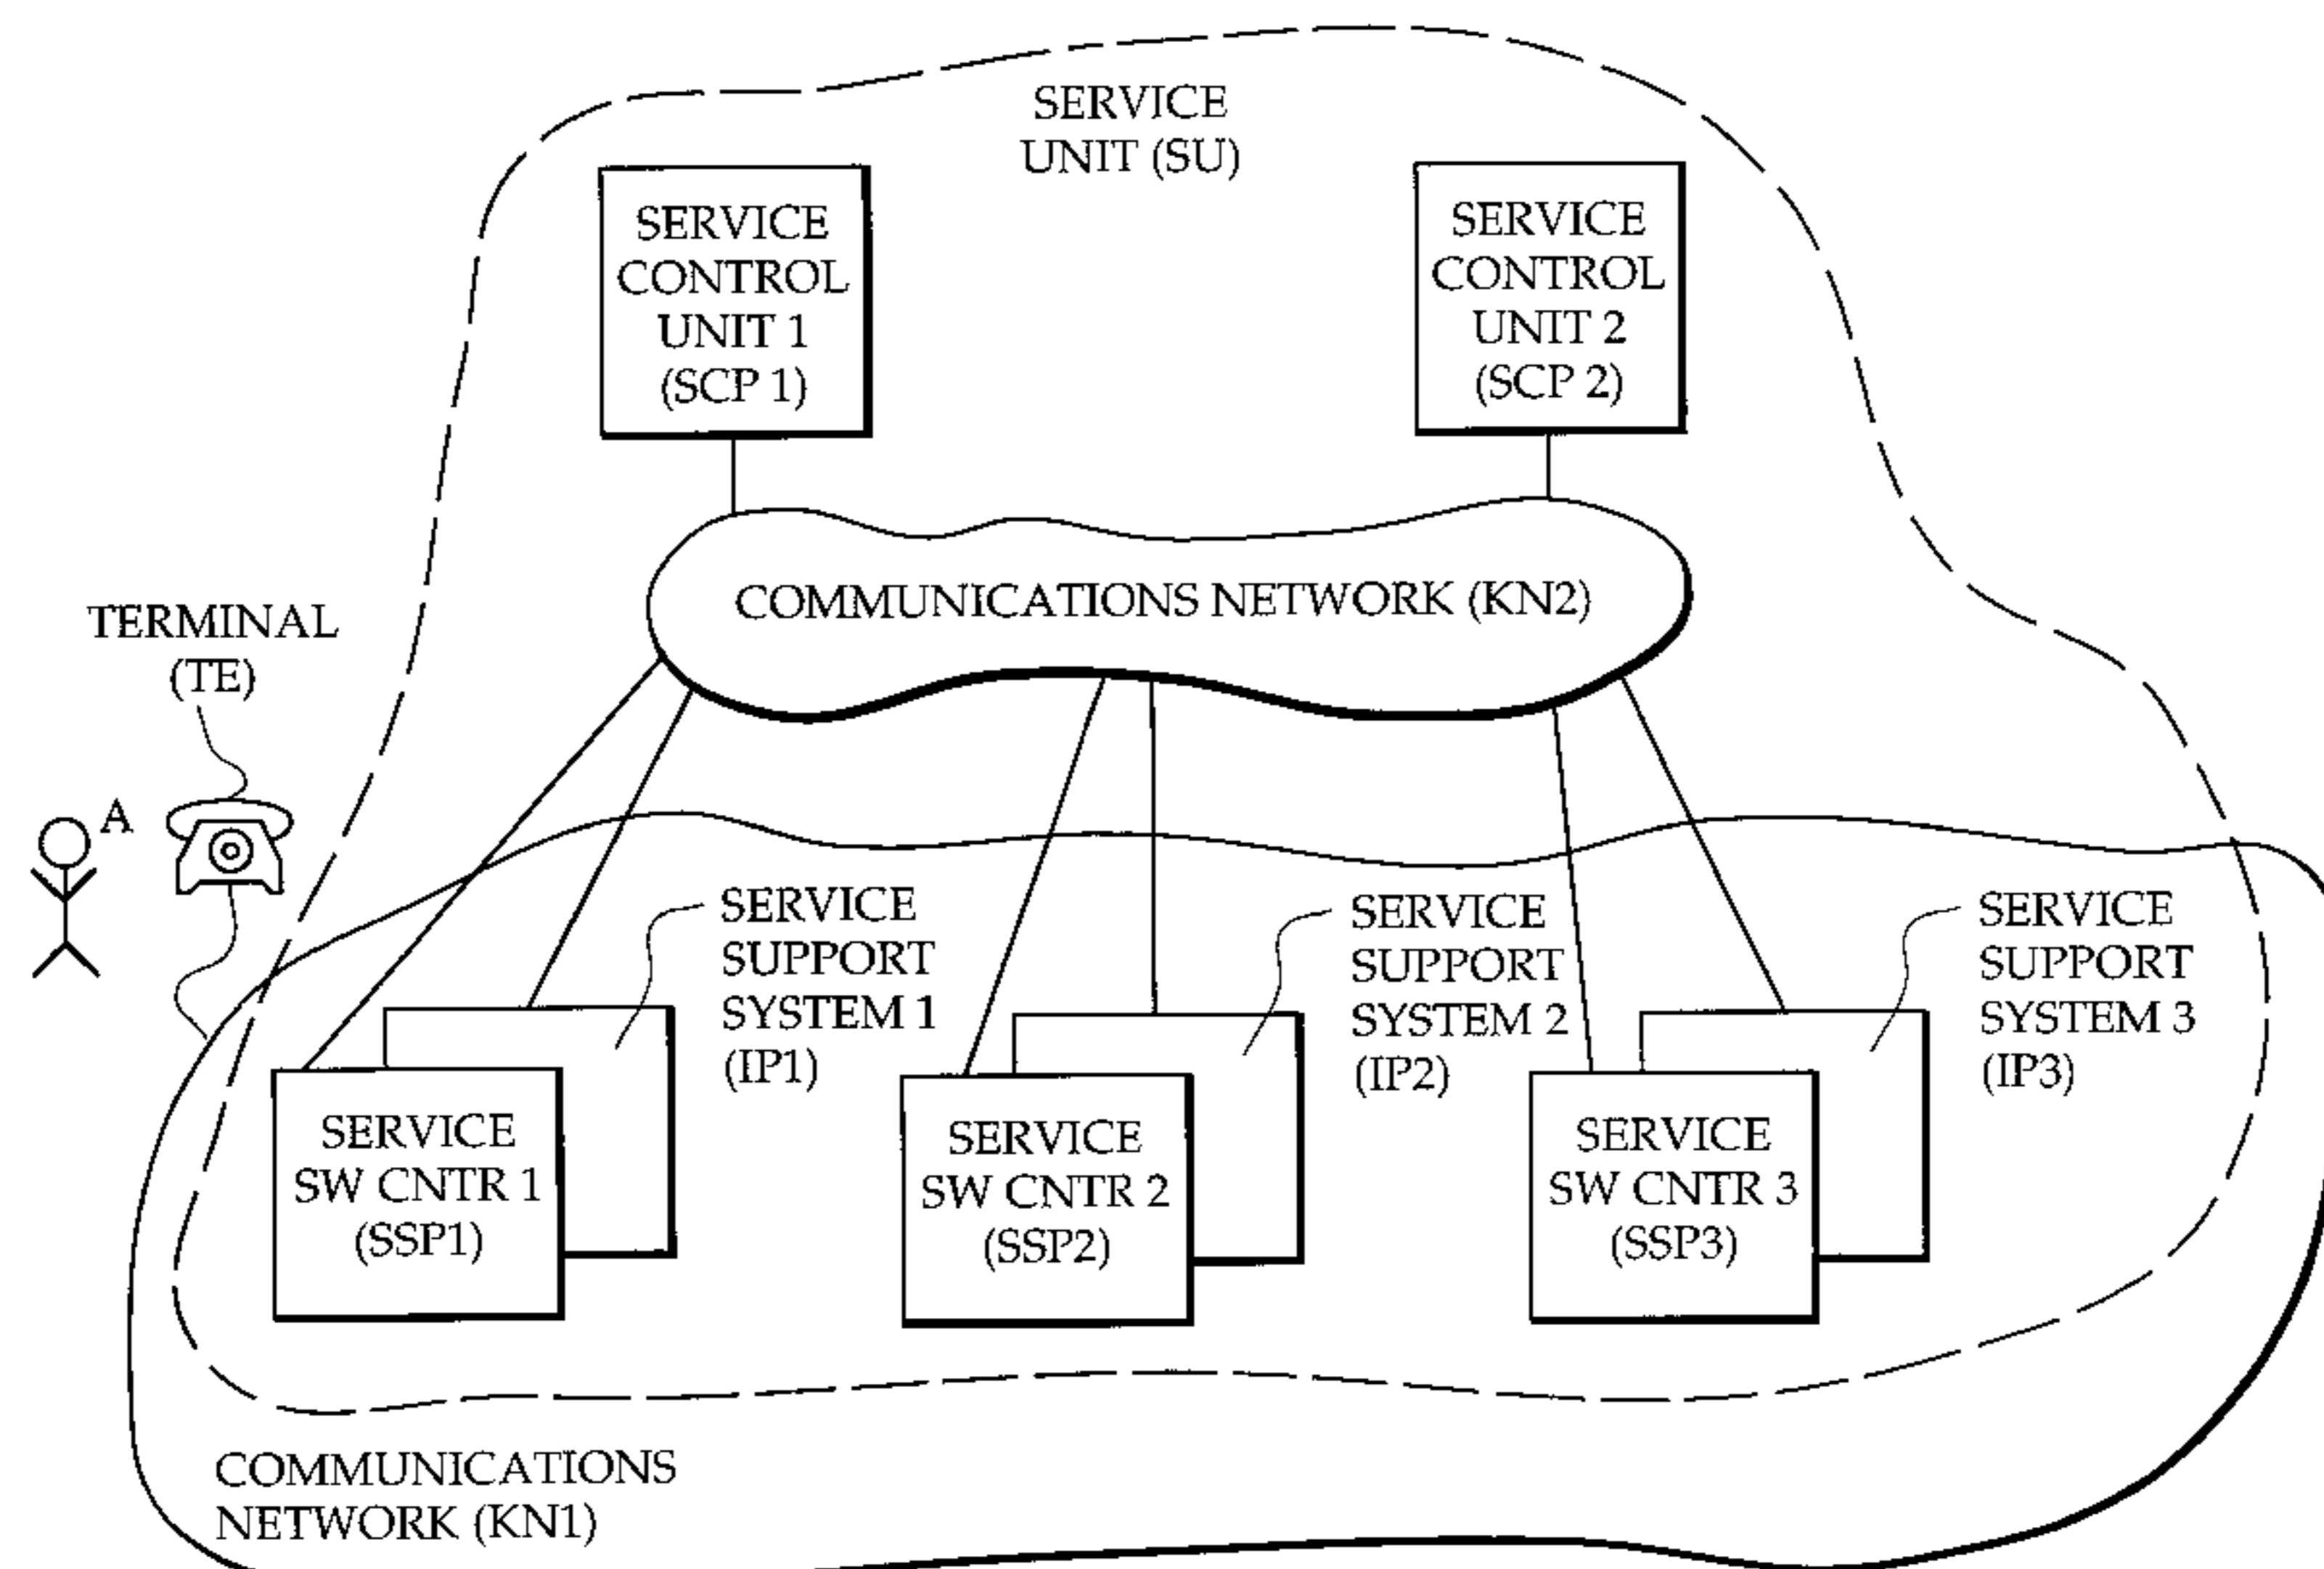 SERVICE
UNIT (SU)
SERVICE
CONTROL
UNIT 1
(SCP 1)
SERVICE
CONTROL
UNIT 2
(SCP 2)
COMMUNICATIONS NETWORK (KN2)
TERMINAL
(TE)
A
SERVICE
SUPPORT
SYSTEM 1
(IP1)
SERVICE
SUPPORT
SYSTEM 2
(IP2)
SERVICE
SUPPORT
SYSTEM 3
(IP3)
SERVICE
SW CNTR 1
(SSP1)
SERVICE
SW CNTR 2
(SSP2)
SERVICE
SW CNTR 3
(SSP3)
COMMUNICATIONS
NETWORK (KN1)